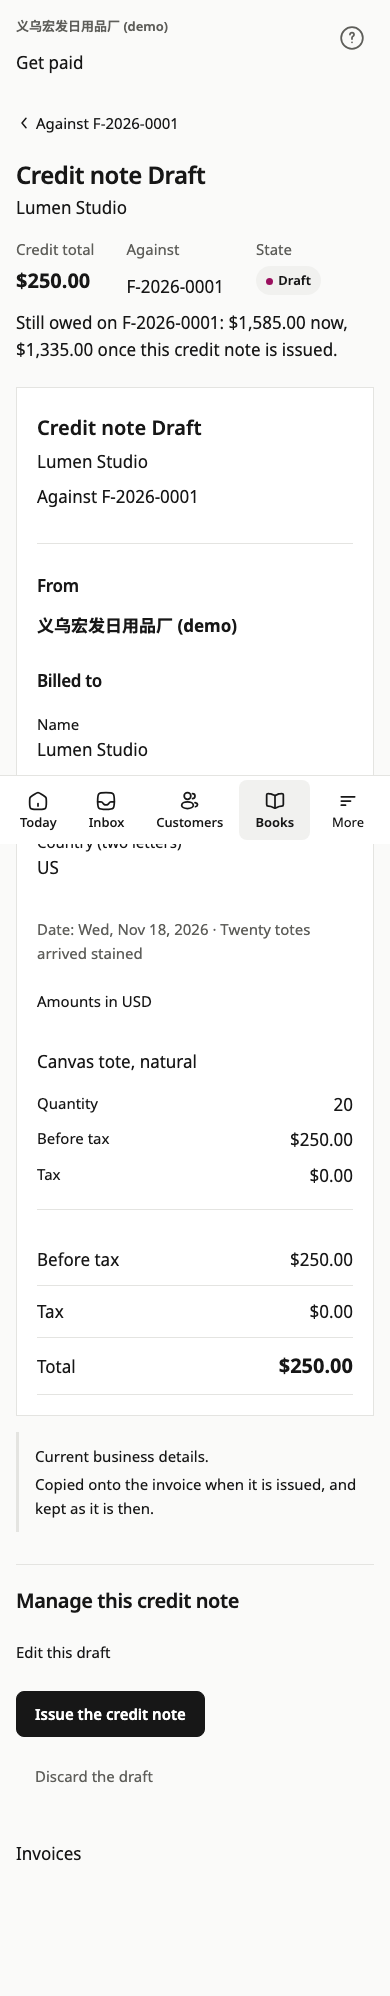 义乌宏发日用品厂 (demo)
Get paid
Against F-2026-0001
Credit note Draft
Lumen Studio
Credit total
Against
State
$250.00
F-2026-0001
Draft
Still owed on F-2026-0001: $1,585.00 now,
$1,335.00 once this credit note is issued.
Credit note Draft
Lumen Studio
Against F-2026-0001
From
义乌宏发日用品厂 (demo)
Billed to
Name
Lumen Studio
Today
Inbox
Customers
Books
More
Country (two letters)
US
Date: Wed, Nov 18, 2026 · Twenty totes
arrived stained
Amounts in USD
Canvas tote, natural
Quantity 20
Before tax $250.00
Tax $0.00
Before tax $250.00
Tax $0.00
Total $250.00
Current business details.
Copied onto the invoice when it is issued, and
kept as it is then.
Manage this credit note
Edit this draft
Issue the credit note
Discard the draft
Invoices